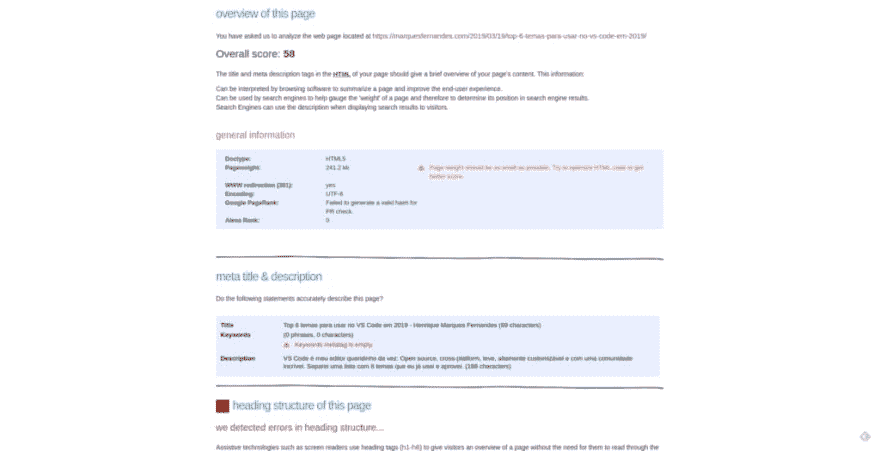 overview of this page
You have asked us to analyze the web page located at https://marquesfernandes.com/2019/03/19/top-6-temas-para-usar-no-vs-code-em-2019/
Overall score: 58
The title and meta description tags in the HTML of your page should give a brief overview of your page's content. This information:
Can be interpreted by browsing software to summarize a page and improve the end-user experience.
Can be used by search engines to help gauge the 'weight' of a page and therefore to determine its position in search engine results.
Search Engines can use the description when displaying search results to visitors.
general information
Doctype: HTML5
Pageweight: 241.2 kb Page weight should be as small as possible. Try to optimize HTML code to get
better score.
WWW redirection (301): yes
Encoding: UTF-8
Google PageRank: Failed to generate a valid hash for
PR check.
Alexa Rank: 0
meta title & description
Do the following statements accurately describe this page?
Title Top 6 temas para usar no VS Code em 2019 - Henrique Marques Fernandes (69 characters)
Keywords (0 phrases, 0 characters)
Keywords metatag is empty.
Description VS Code é meu editor queridinho da vez: Open source, cross-platform, leve, altamente customizável e com uma comunidade
incrível. Separei uma lista com 6 temas que eu já usei e aprovei. (168 characters)
heading structure of this page
we detected errors in heading structure...
Assistive technologies such as screen readers use heading tags (h1-h6) to give visitors an overview of a page without the need for them to read through the